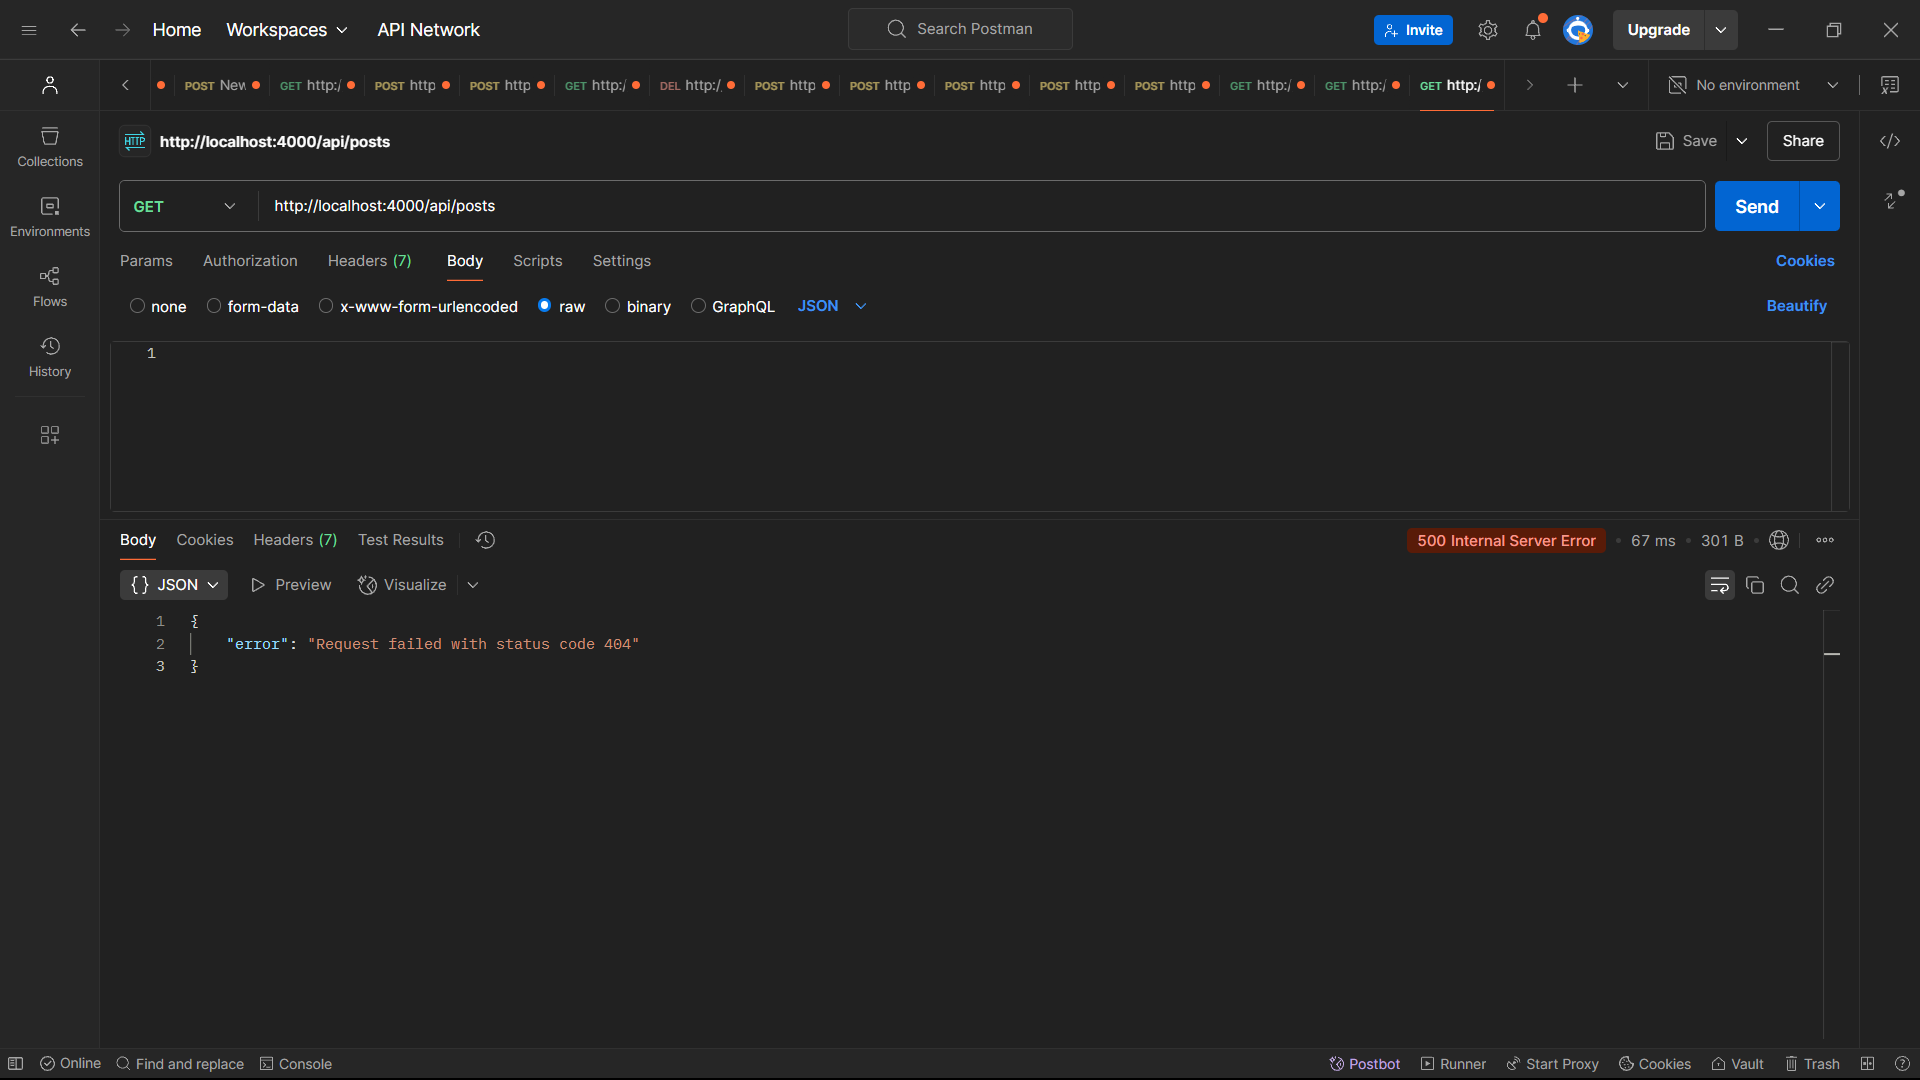 Home Workspaces API Network Search Postman Invite Upgrade
POST New GET http:/ POST http POST http GET http:/ DEL http:/ POST http POST http POST http POST http POST http GET http:/ GET http:/ GET http:/ No environment
HTTP http://localhost:4000/api/posts Save Share
Collections
GET http://localhost:4000/api/posts Send
Environments
Params Authorization Headers (7) Body Scripts Settings Cookies
Flows
none form-data x-www-form-urlencoded raw binary GraphQL JSON Beautify
History
1
Body Cookies Headers (7) Test Results 500 Internal Server Error 67 ms 301 B
{} JSON Preview Visualize
1 {
2 "error": "Request failed with status code 404"
3 }
Online Find and replace Console Postbot Runner Start Proxy Cookies Vault Trash